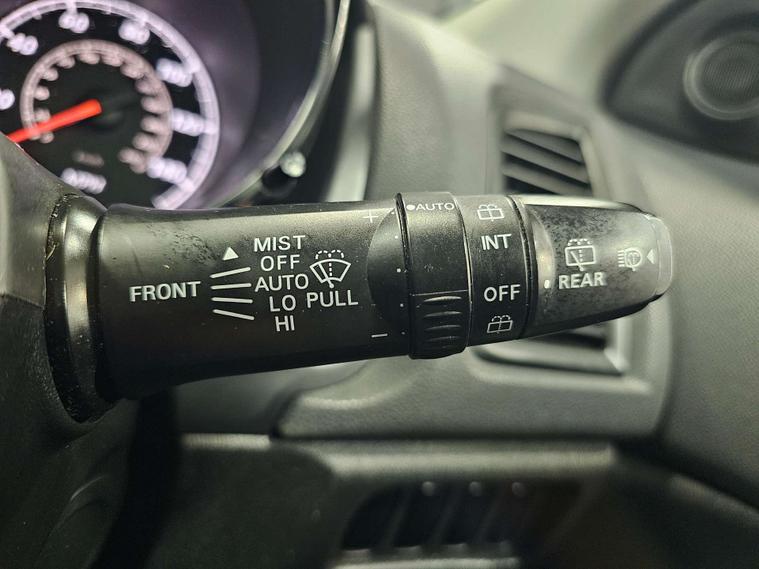 MIST
OFF
FRONT AUTO
LO PULL
HI
+
-
•AUTO
INT
OFF
REAR